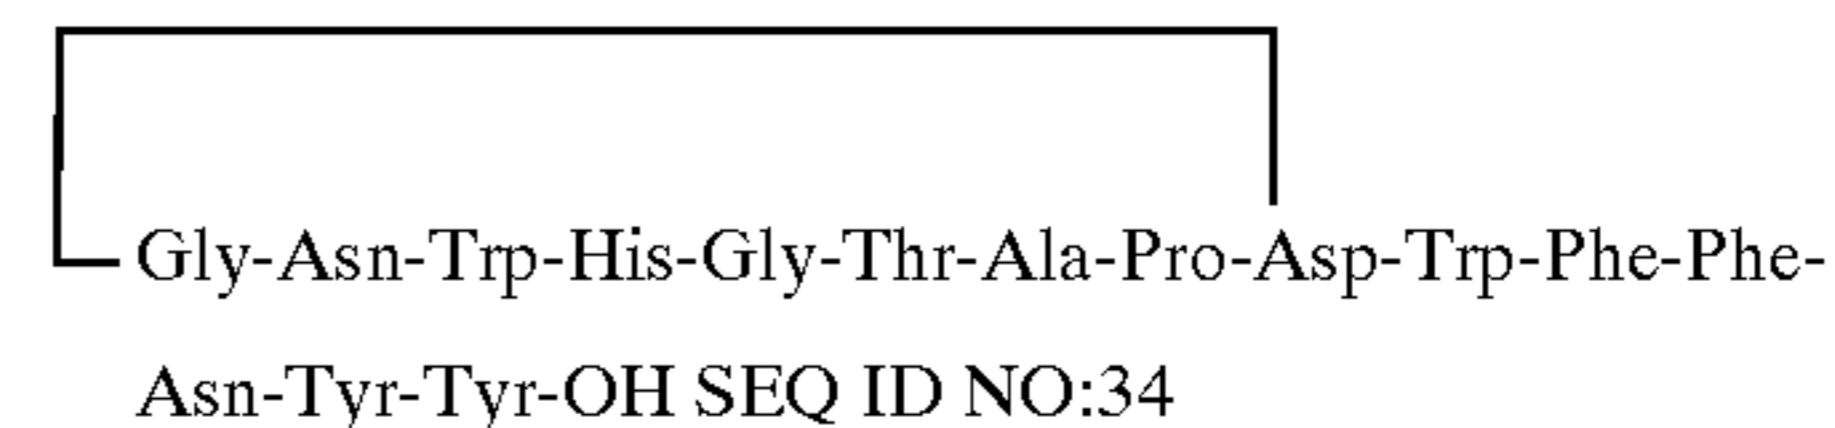 Gly-Asn-Trp-His-Gly-Thr-Ala-Pro-Asp-Trp-Phe-Phe-
Asn-Tyr-Tyr-OH SEQ ID NO:34